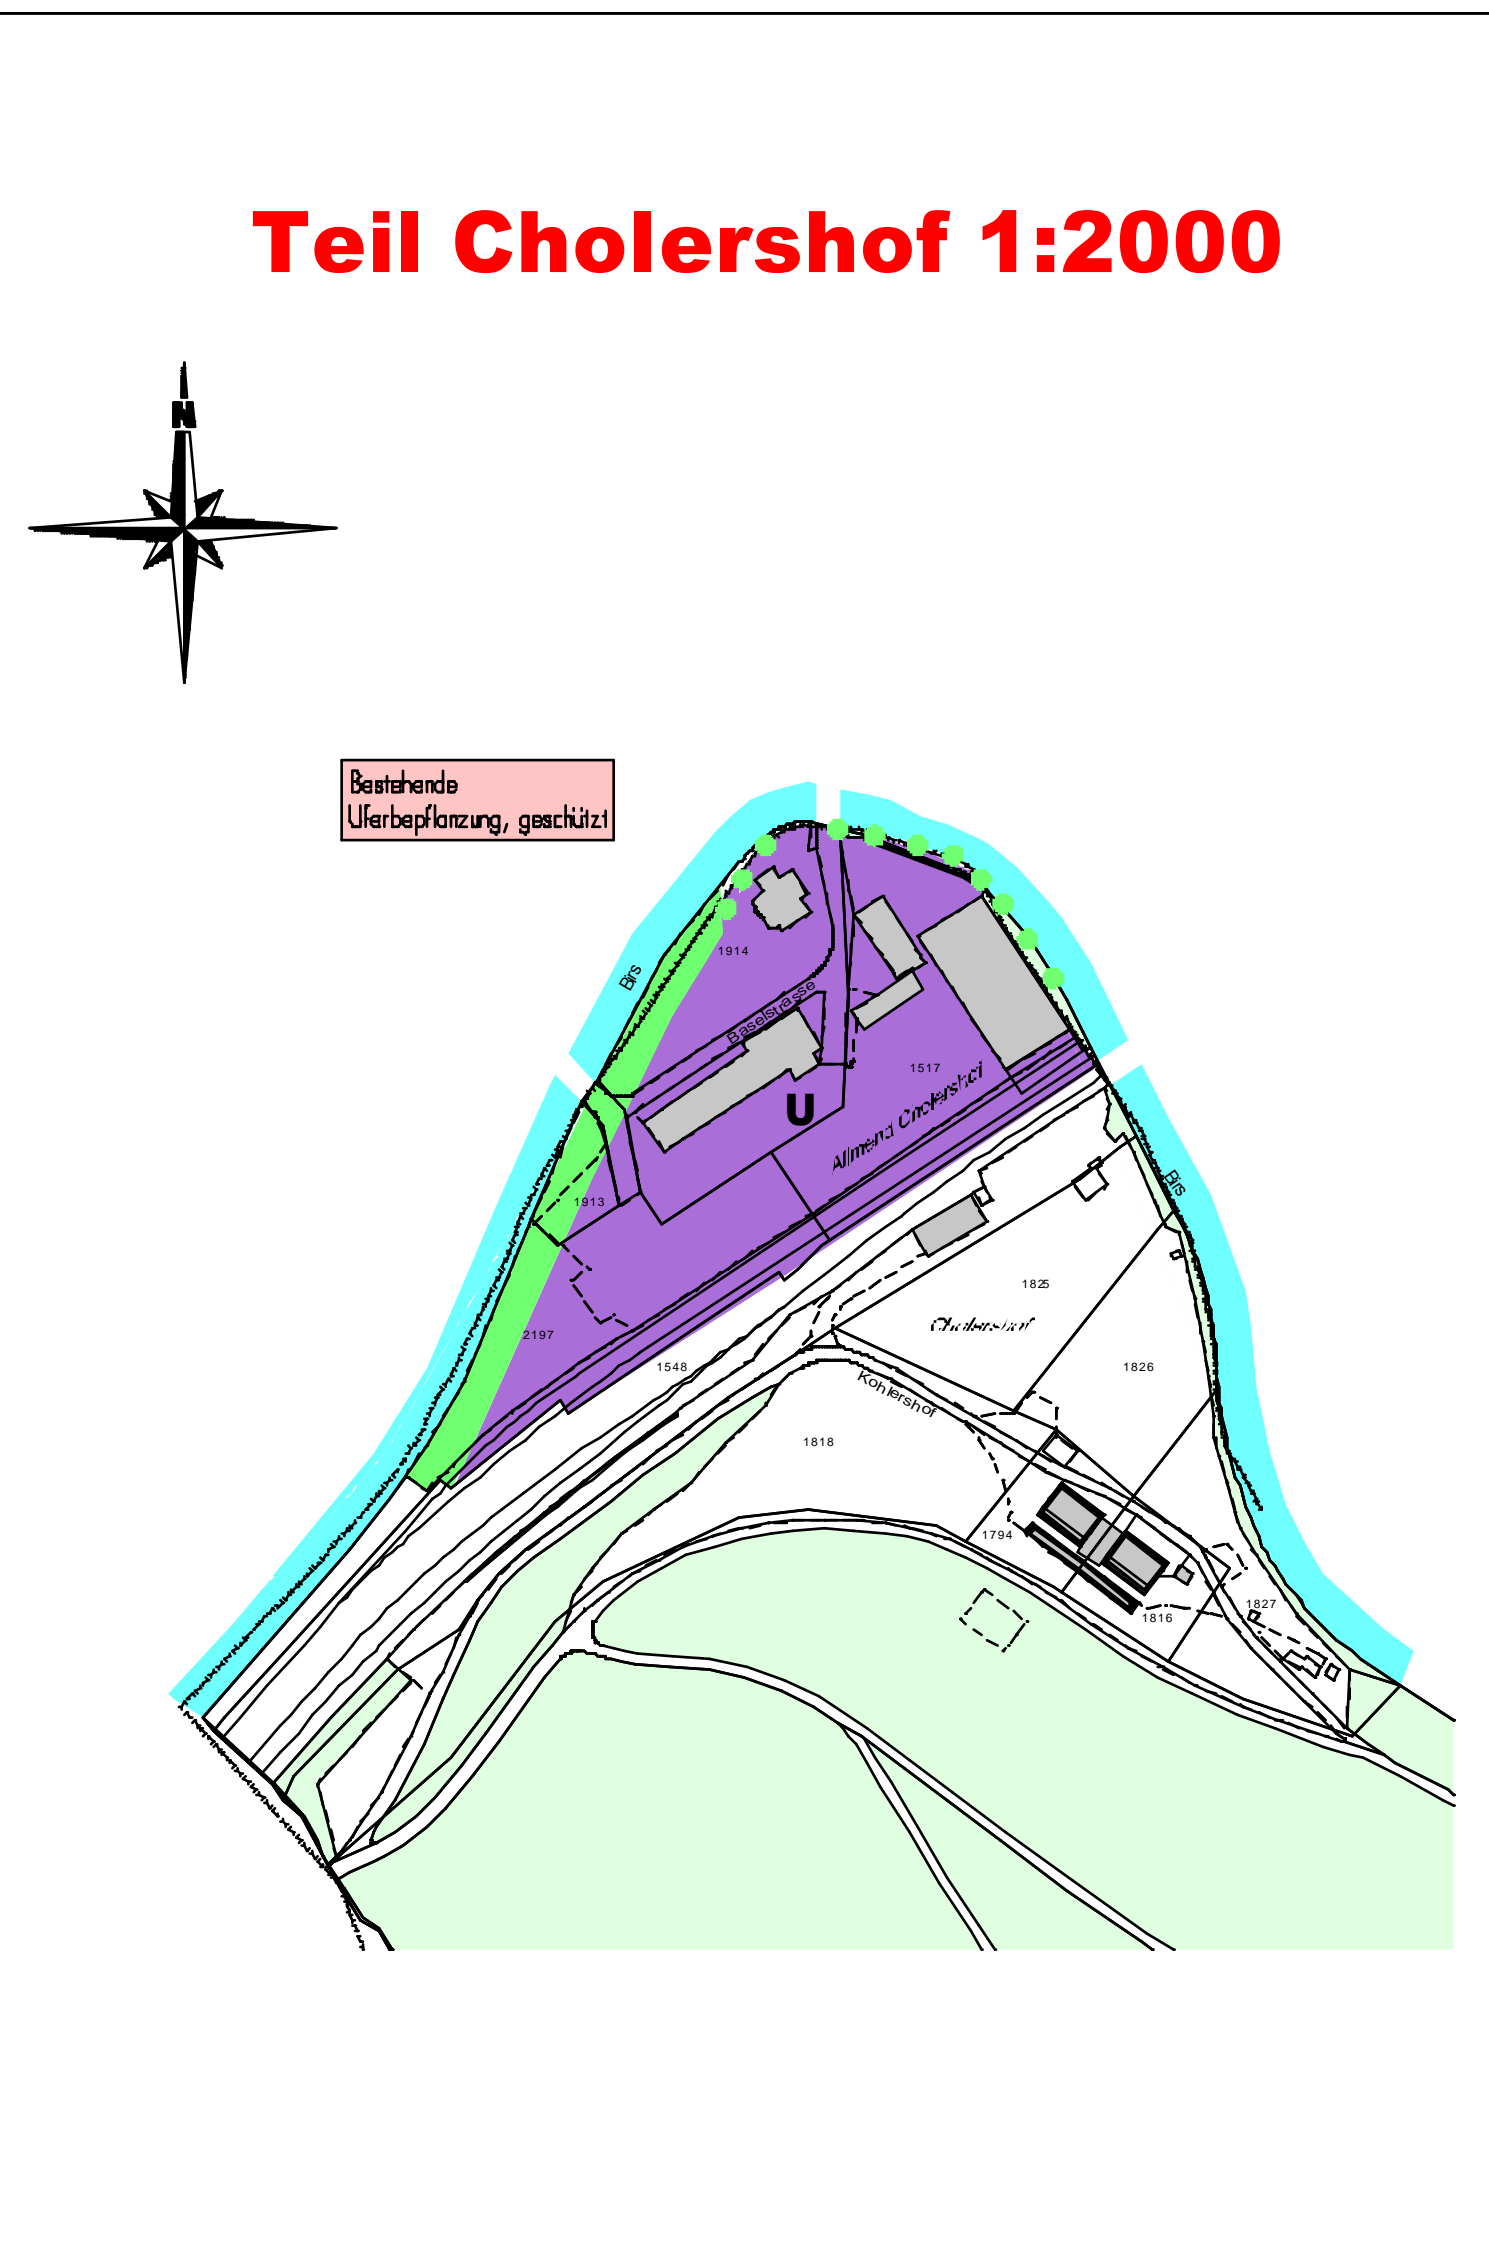 Teil Cholershof 1:2000
N
Bestehende
Uferbepflanzung, geschützt
1914
Birs
Baselstrasse
1517
U
Allmend Cholershof
1913
Birs
1825
Cholershof
2197
1548
1826
Kohlershof
1818
1794
1827
1816